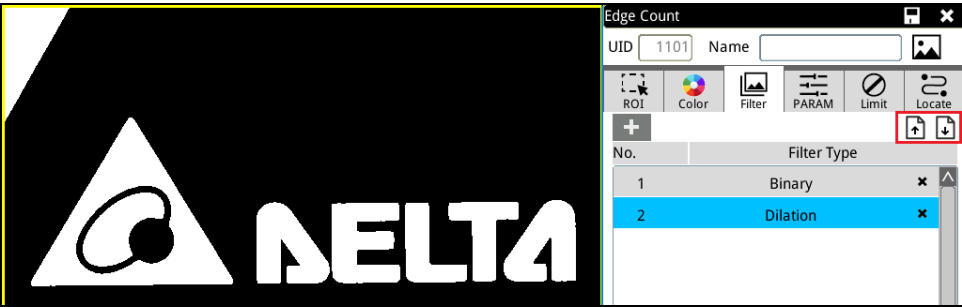 Edge Count
UID 1101 Name
ROI Color Filter PARAM Limit Locate
No. Filter Type
1 Binary
2 Dilation
DELTA